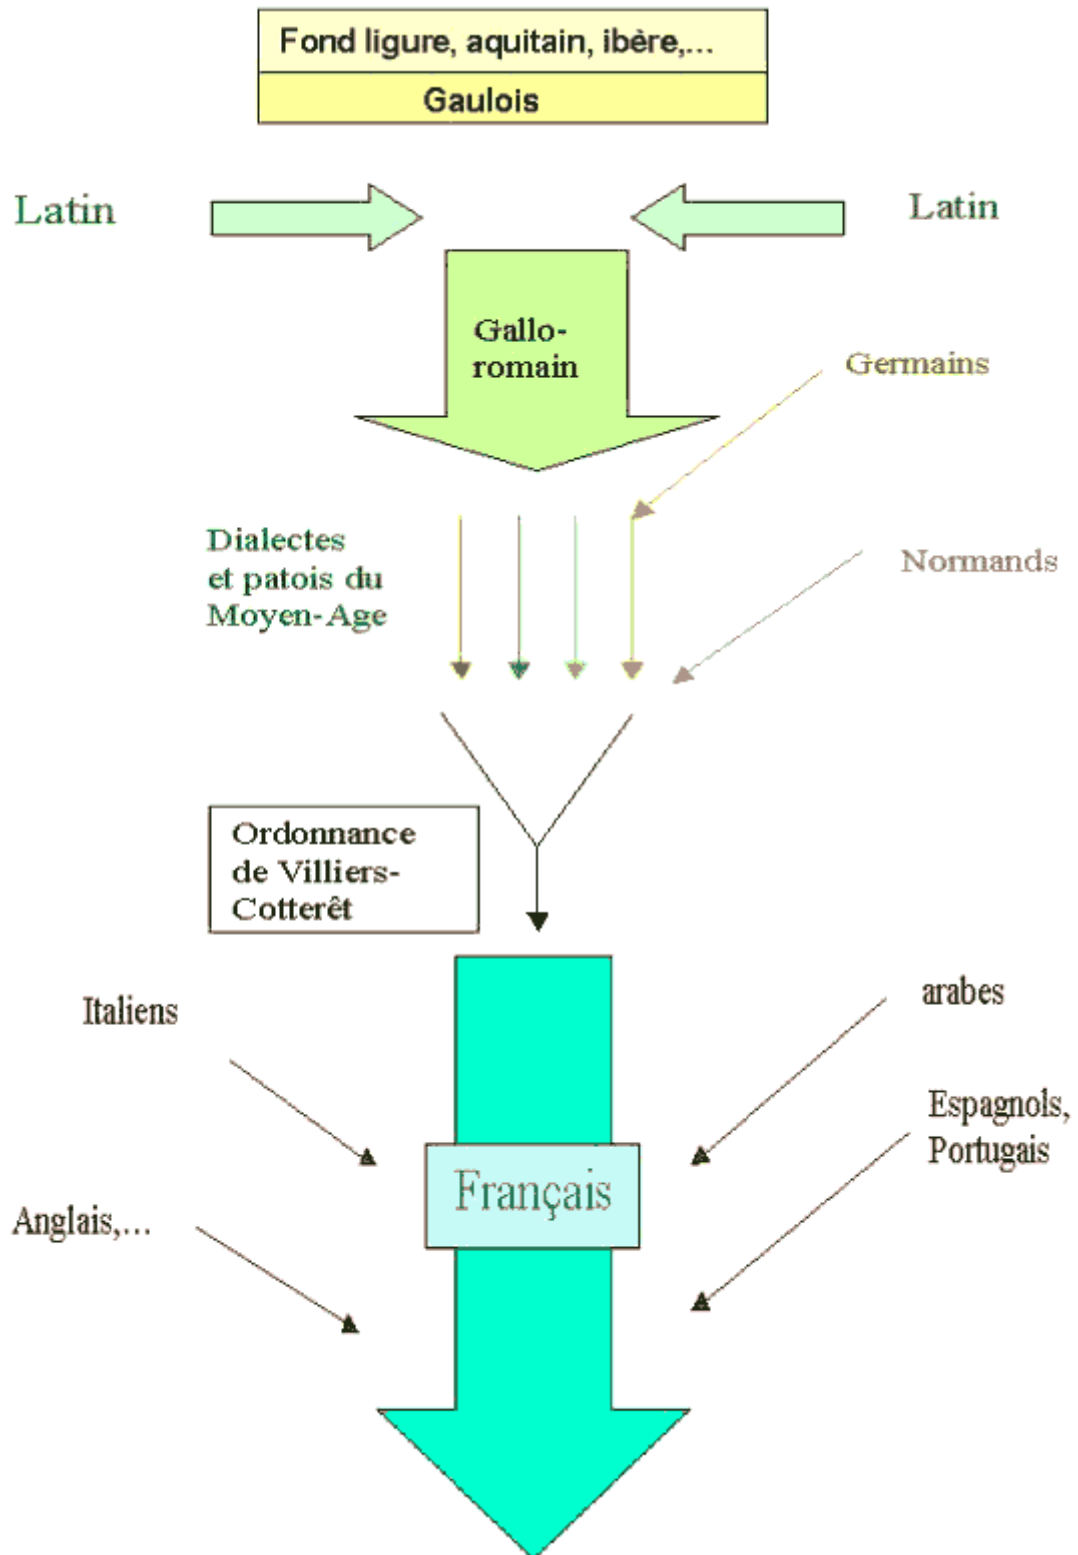 Fond ligure, aquitain, ibère,...
Gaulois
Latin
Latin
Gallo-
romain
Germains
Dialectes
et patois du
Moyen-Age
Normands
Ordonnance
de Villiers-
Cotterêt
Italiens
arabes
Espagnols,
Portugais
Français
Anglais,...